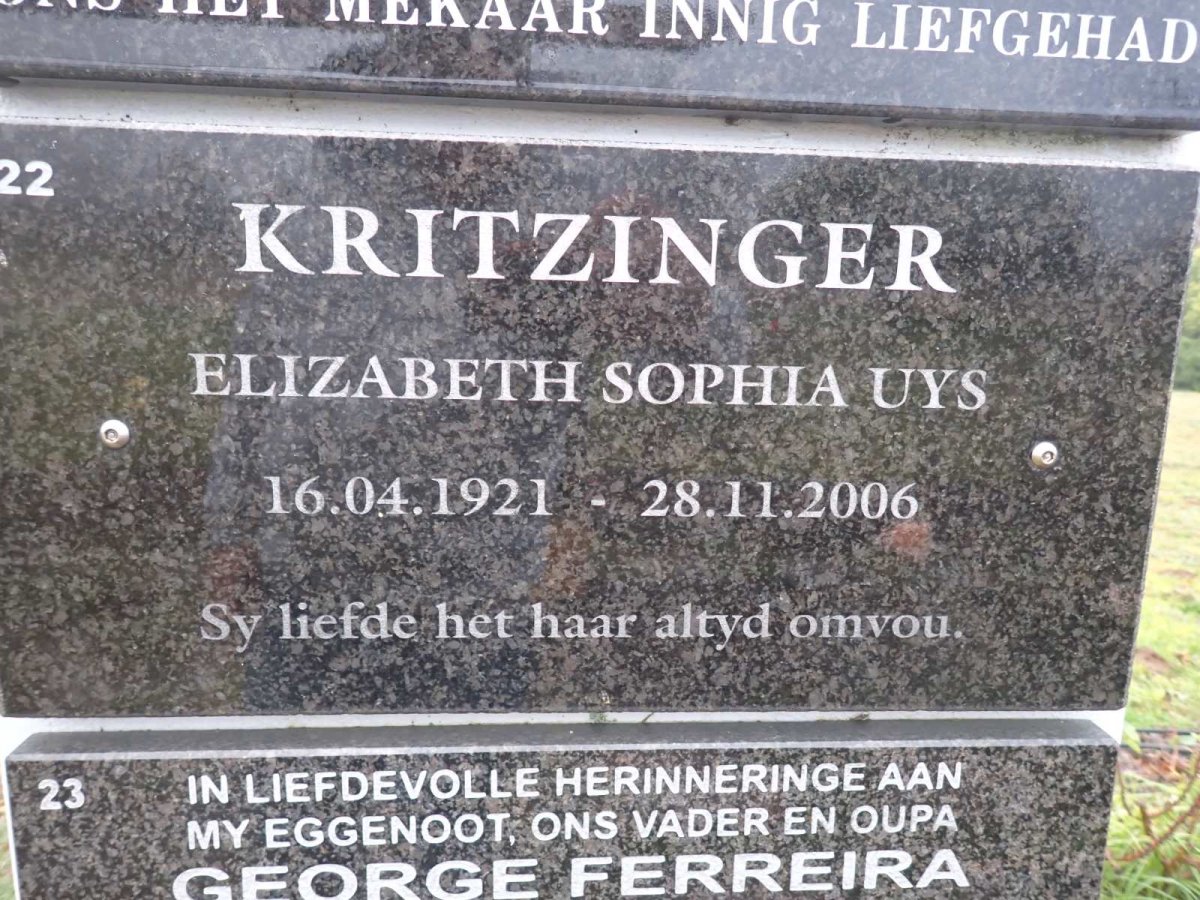 ONS HET MEKAAR INNIG LIEFGEHAD
22
KRITZINGER
ELIZABETH SOPHIA UYS
16.04.1921 - 28.11.2006
Sy liefde het haar altyd omvou.
23
IN LIEFDEVOLLE HERINNERINGE AAN
MY EGGENOOT, ONS VADER EN OUPA
GEORGE FERREIRA